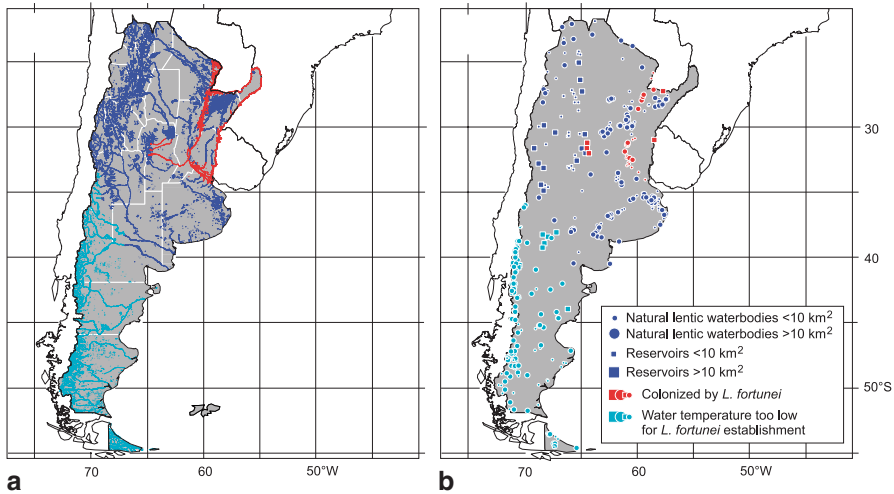 30
40
50°S
Natural lentic waterbodies <10 km²
Natural lentic waterbodies >10 km²
Reservoirs <10 km²
Reservoirs >10 km²
Colonized by L. fortunei
Water temperature too low
for L. fortunei establishment
a
70
60
50°W
b
70
60
50°W